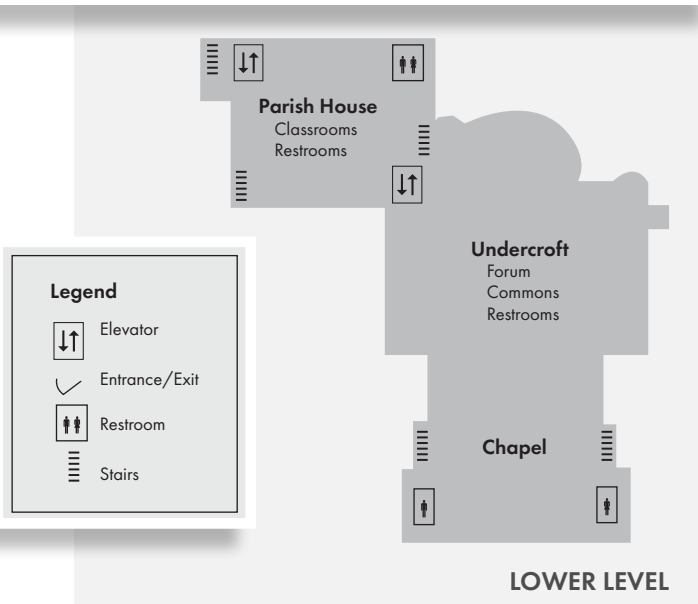 Parish House
Classrooms
Restrooms
Undercroft
Forum
Commons
Restrooms
Legend
Elevator
Entrance/Exit
Restroom
Stairs
Chapel
LOWER LEVEL